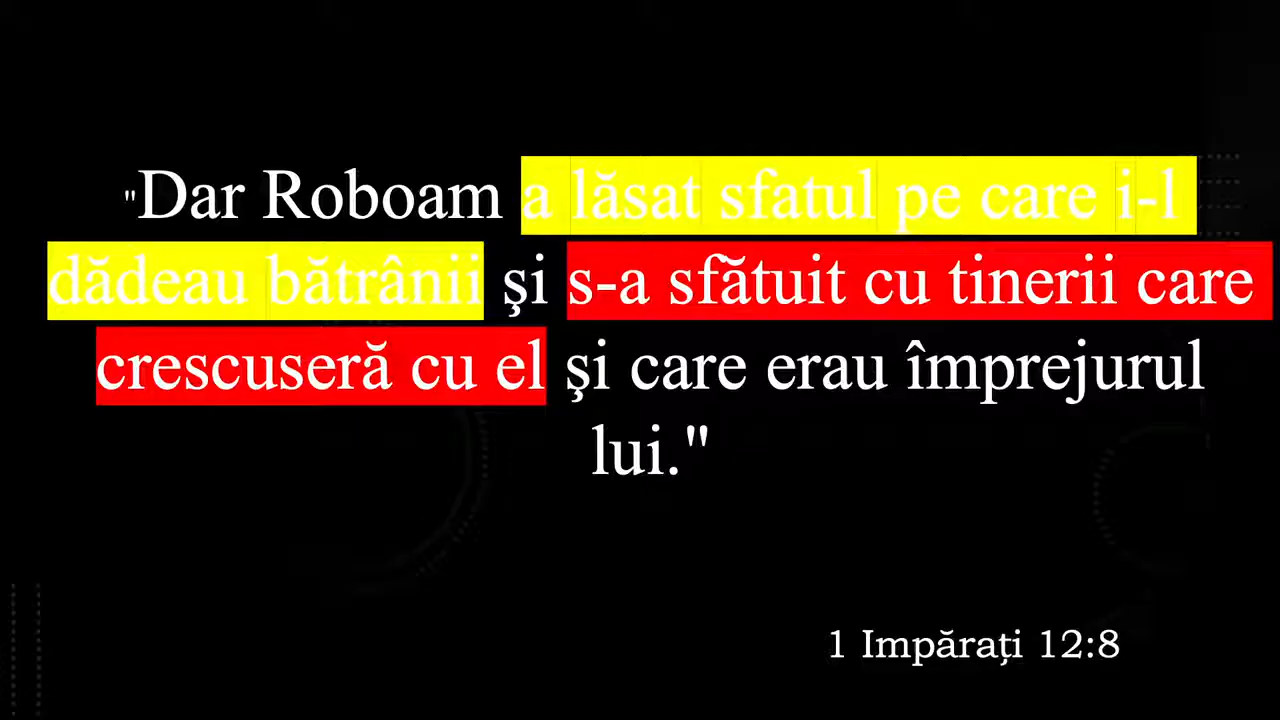 "Dar Roboam a lăsat sfatul pe care i-l
dădeau bătrânii şi s-a sfătuit cu tinerii care
crescuseră cu el şi care erau împrejurul
lui."
1 Impărați 12:8